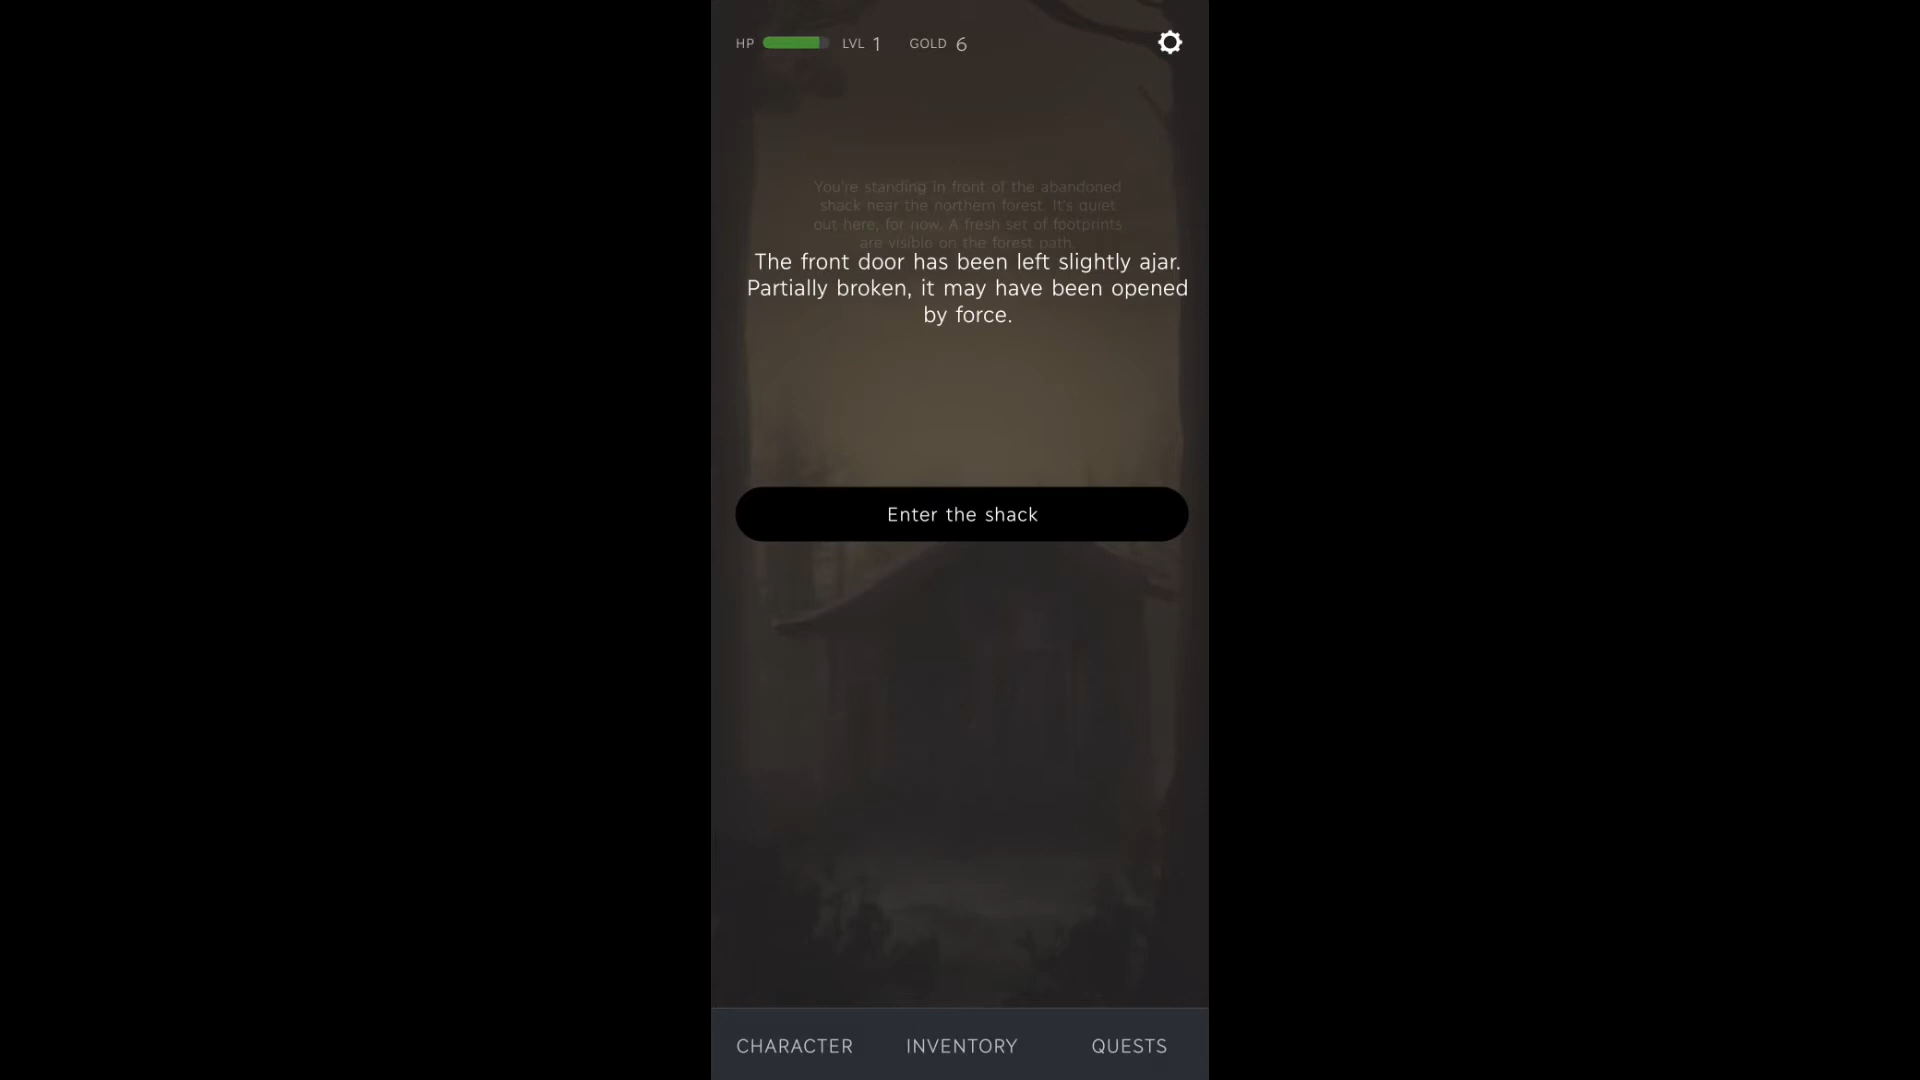 HP LVL 1 GOLD 6
You're standing in front of the abandoned
shack near the northern forest. It's quiet
out here, for now. A fresh set of footprints
are visible on the forest path.
The front door has been left slightly ajar.
Partially broken, it may have been opened
by force.
Enter the shack
CHARACTER INVENTORY QUESTS